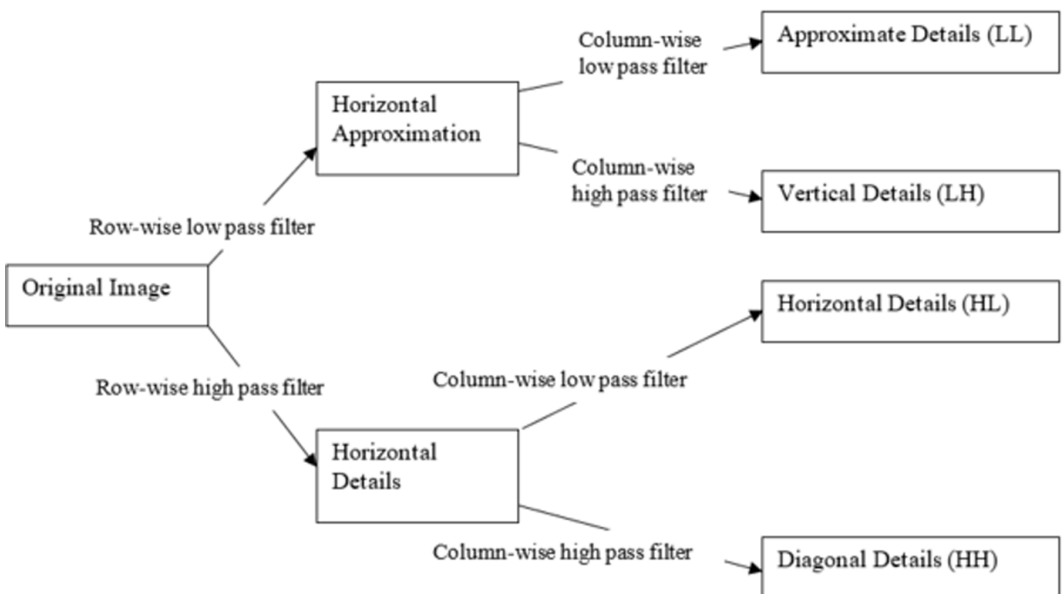 Column-wise
low pass filter
Approximate Details (LL)
Horizontal
Approximation
Column-wise
high pass filter
Vertical Details (LH)
Row-wise low pass filter
Original Image
Horizontal Details (HL)
Row-wise high pass filter
Column-wise low pass filter
Horizontal
Details
Column-wise high pass filter
Diagonal Details (HH)